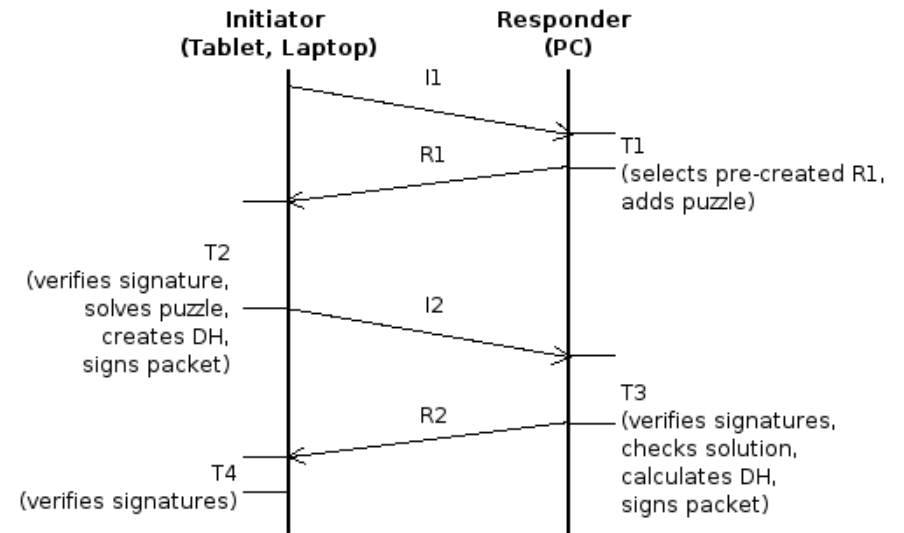 Initiator
(Tablet, Laptop)
Responder
(PC)
I1
T1
(selects pre-created R1,
adds puzzle)
R1
T2
(verifies signature,
solves puzzle,
creates DH,
signs packet)
I2
T3
(verifies signatures,
checks solution,
calculates DH,
signs packet)
R2
T4
(verifies signatures)